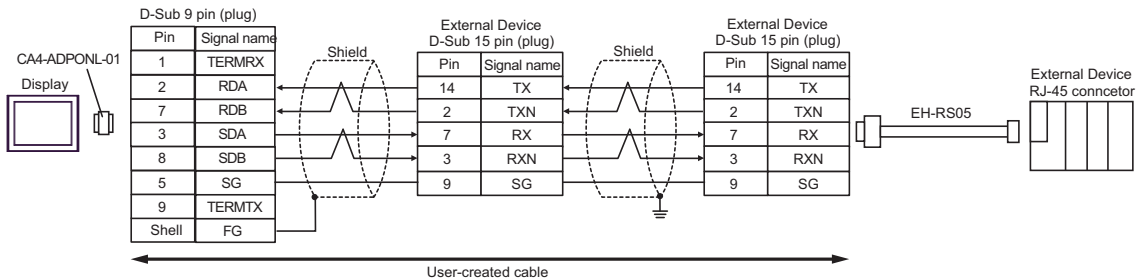 CA4-ADPONL-01
Display
D-Sub 9 pin (plug)
Pin Signal name
1 TERMRX
2 RDA
7 RDB
3 SDA
8 SDB
5 SG
9 TERMTX
Shell FG
Shield
External Device
D-Sub 15 pin (plug)
Pin Signal name
14 TX
2 TXN
7 RX
3 RXN
9 SG
Shield
External Device
D-Sub 15 pin (plug)
Pin Signal name
14 TX
2 TXN
7 RX
3 RXN
9 SG
EH-RS05
External Device
RJ-45 conncetor
User-created cable